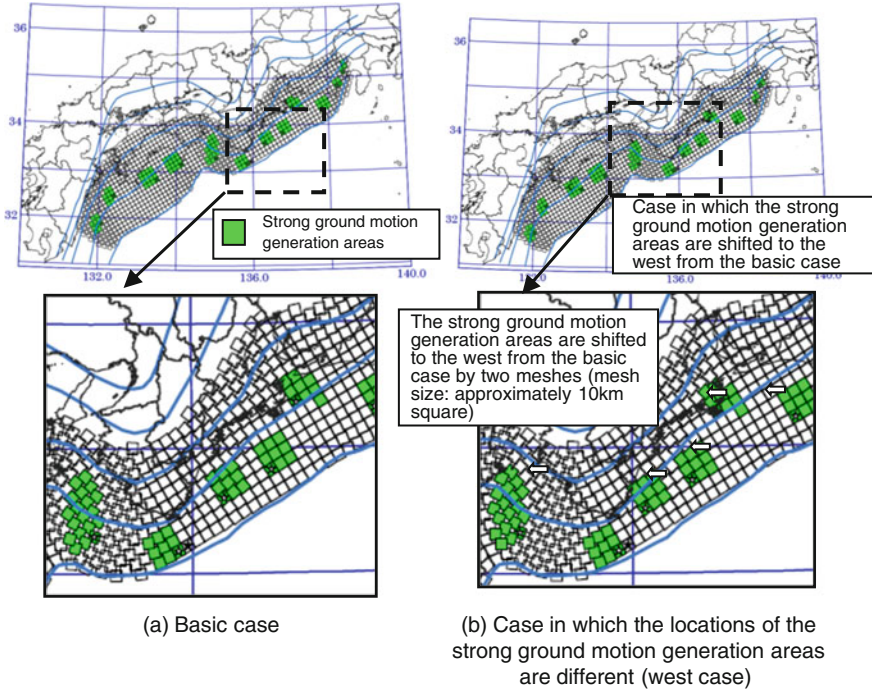 36
34
32
132.0
136.0
140.0
Strong ground motion
generation areas
36
34
32
136.0
140.0
Case in which the strong
ground motion generation
areas are shifted to the
west from the basic case
The strong ground motion
generation areas are shifted
to the west from the basic
case by two meshes (mesh
size: approximately 10km
square)
(a) Basic case
(b) Case in which the locations of the
strong ground motion generation areas
are different (west case)